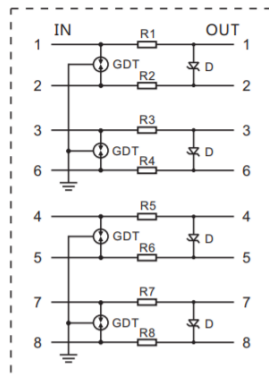 IN OUT
1 R1 1
GDT D
2 R2 2
3 R3 3
GDT D
6 R4 6
4 R5 4
GDT D
5 R6 5
7 R7 7
GDT D
8 R8 8